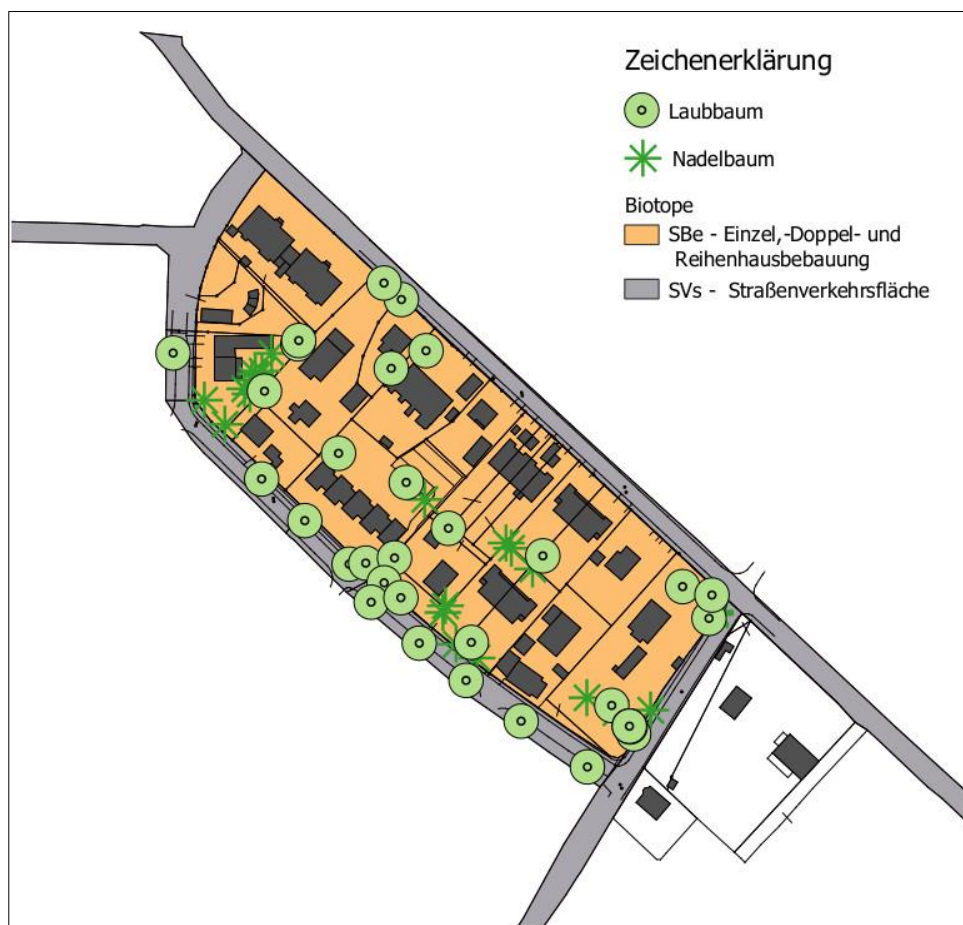 Zeichenerklärung
Laubbaum
Nadelbaum
Biotope
SBe - Einzel,-Doppel- und
Reihenhausbebauung
SVs - Straßenverkehrsfläche